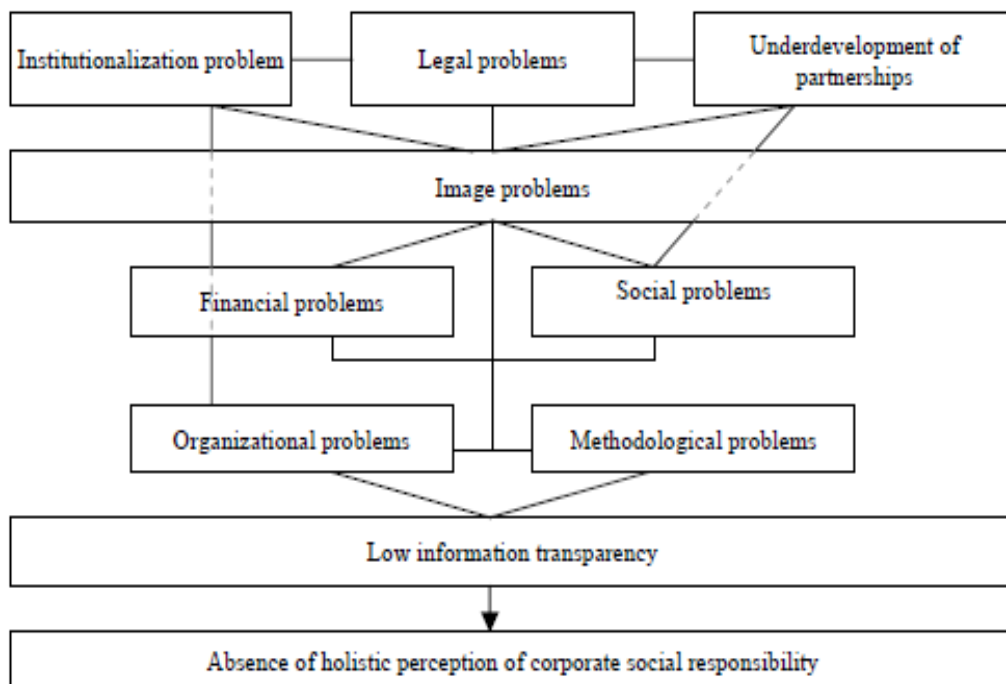 Institutionalization problem
Legal problems
Underdevelopment of
partnerships
Image problems
Financial problems
Social problems
Organizational problems
Methodological problems
Low information transparency
Absence of holistic perception of corporate social responsibility